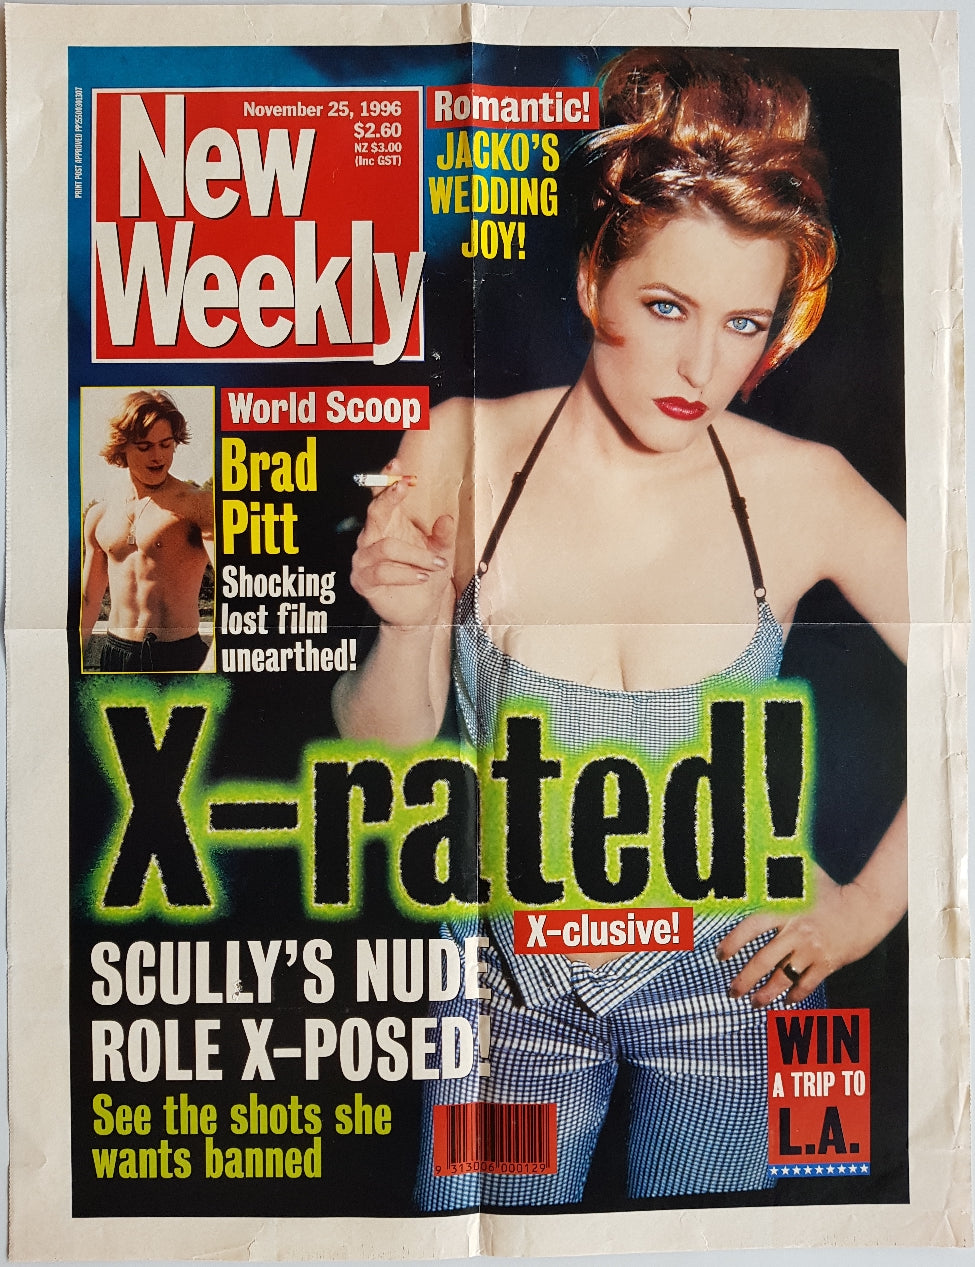 PRINT POST APPROVED PP255003/01307
New
Weekly
November 25, 1996
$2.60
NZ $3.00
(Inc GST)
Romantic!
JACKO'S
WEDDING
JOY!
World Scoop
Brad
Pitt
Shocking
lost film
unearthed!
X-rated!
X-clusive!
SCULLY'S NUDE
ROLE X-POSED!
See the shots she
wants banned
9 313006 000129
WIN
A TRIP TO
L.A.